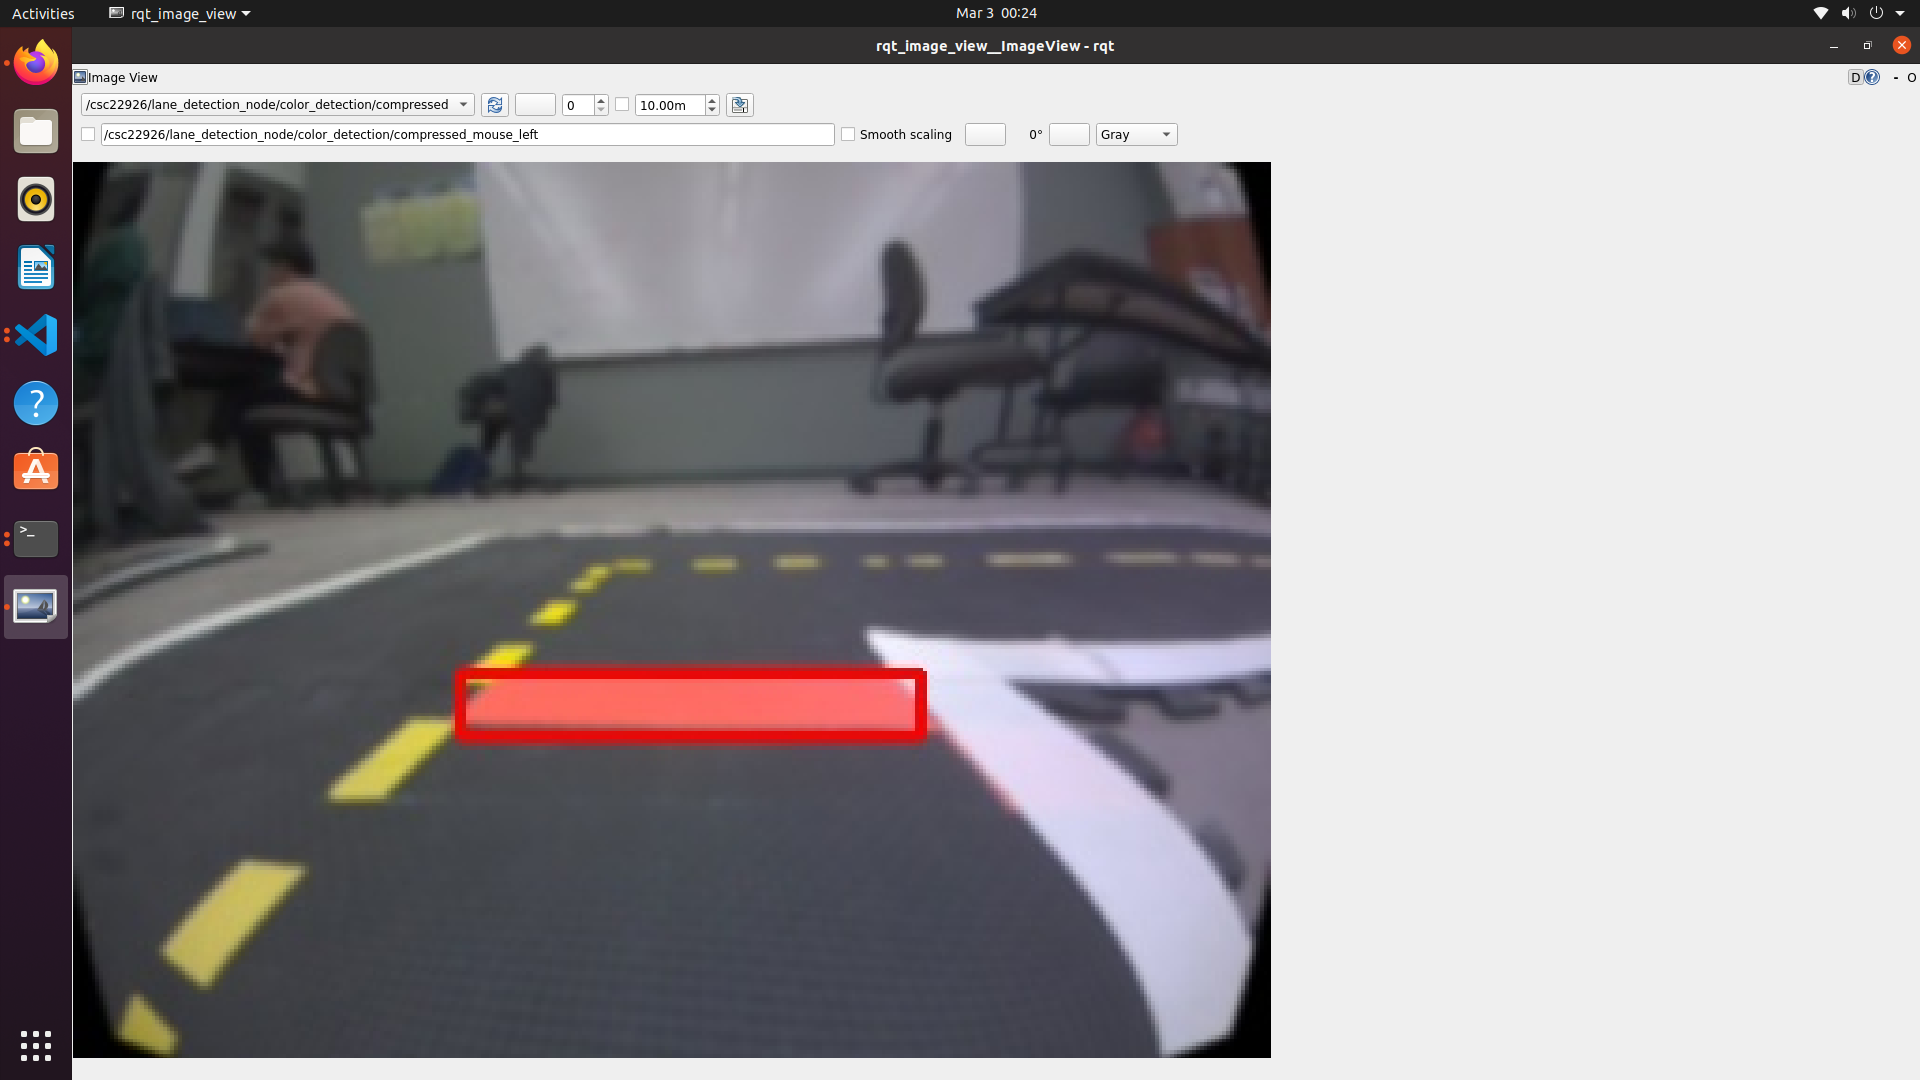 Activities rqt_image_view Mar 3 00:24
rqt_image_view__ImageView - rqt
Image View D ? - O
/csc22926/lane_detection_node/color_detection/compressed 0 10.00m
/csc22926/lane_detection_node/color_detection/compressed_mouse_left Smooth scaling 0° Gray